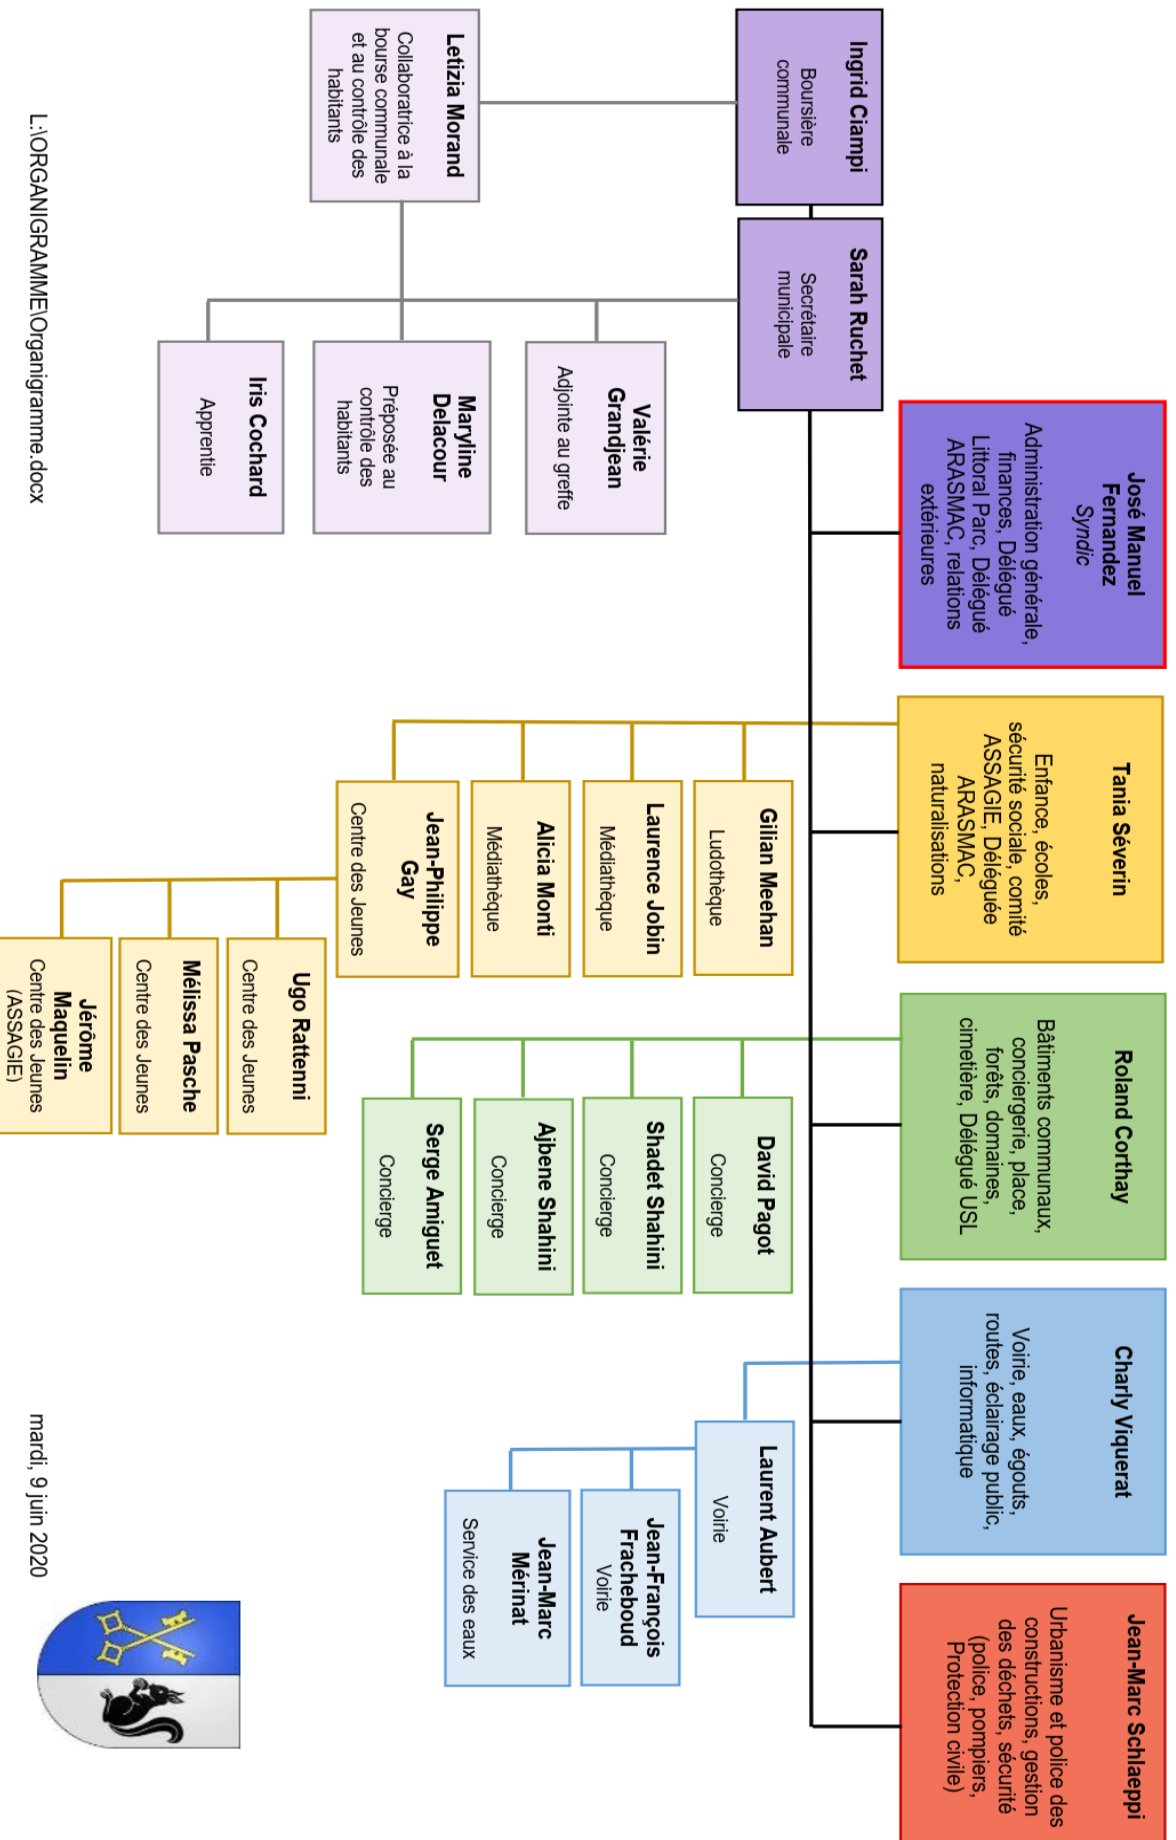 José Manuel
Fernandez
Syndic
Administration générale,
finances, Délégué
Littoral Parc, Délégué
ARASMAC, relations
extérieures
Tania Séverin
Enfance, écoles,
sécurité sociale, comité
ASSAGIE, Déléguée
ARASMAC,
naturalisations
Roland Corthay
Bâtiments communaux,
conciergerie, place,
forêts, domaines,
cimetière, Délégué USL
Charly Viquerat
Voirie, eaux, égouts,
routes, éclairage public,
informatique
Jean-Marc Schlaeppi
Urbanisme et police des
constructions, gestion
des déchets, sécurité
(police, pompiers,
Protection civile)
Ingrid Ciampi
Boursière
communale
Sarah Ruchet
Secrétaire
municipale
Letizia Morand
Collaboratrice à la
bourse communale
et au contrôle des
habitants
Valérie
Grandjean
Adjointe au greffe
Maryline
Delacour
Préposée au
contrôle des
habitants
Iris Cochard
Apprentie
Gilian Meehan
Ludothèque
Laurence Jobin
Médiathèque
Alicia Monti
Médiathèque
Jean-Philippe
Gay
Centre des Jeunes
Ugo Rattenni
Centre des Jeunes
Mélissa Pasche
Centre des Jeunes
Jérôme
Maquelin
Centre des Jeunes
(ASSAGIE)
David Pagot
Concierge
Shadet Shahini
Concierge
Ajbene Shahini
Concierge
Serge Amiguet
Concierge
Laurent Aubert
Voirie
Jean-François
Fracheboud
Voirie
Jean-Marc
Mérinat
Service des eaux
L:\ORGANIGRAMME\Organigramme.docx
mardi, 9 juin 2020